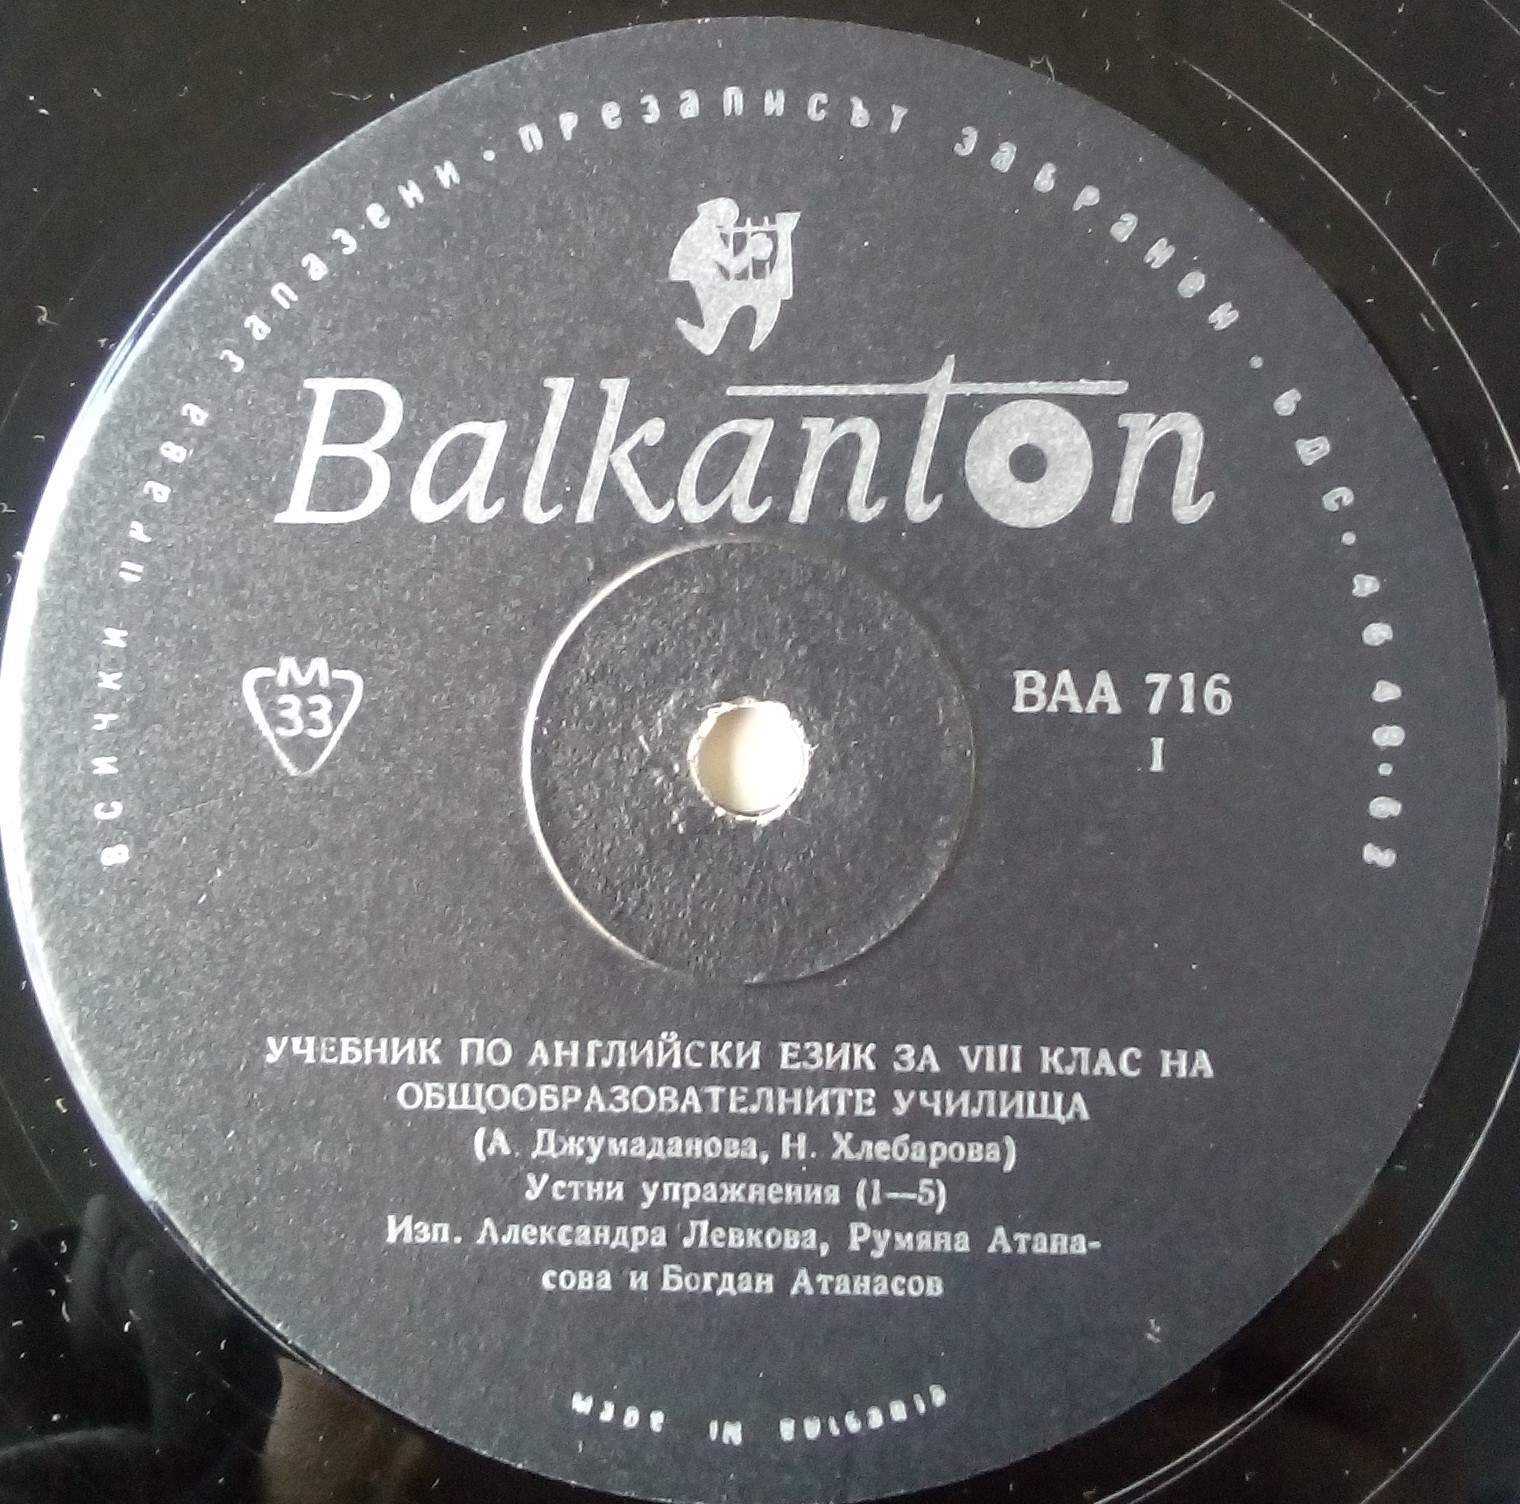 всички права запазени · презаписът забранен · БДС · 4648·62
Balkanton
М
33
ВАА 716
I
УЧЕБНИК ПО АНГЛИЙСКИ ЕЗИК ЗА VIII КЛАС НА
ОБЩООБРАЗОВАТЕЛНИТЕ УЧИЛИЩА
(А. Джумаданова, Н. Хлебарова)
Устни упражнения (1—5)
Изп. Александра Левкова, Румяна Атана-
сова и Богдан Атанасов
MADE IN BULGARIA